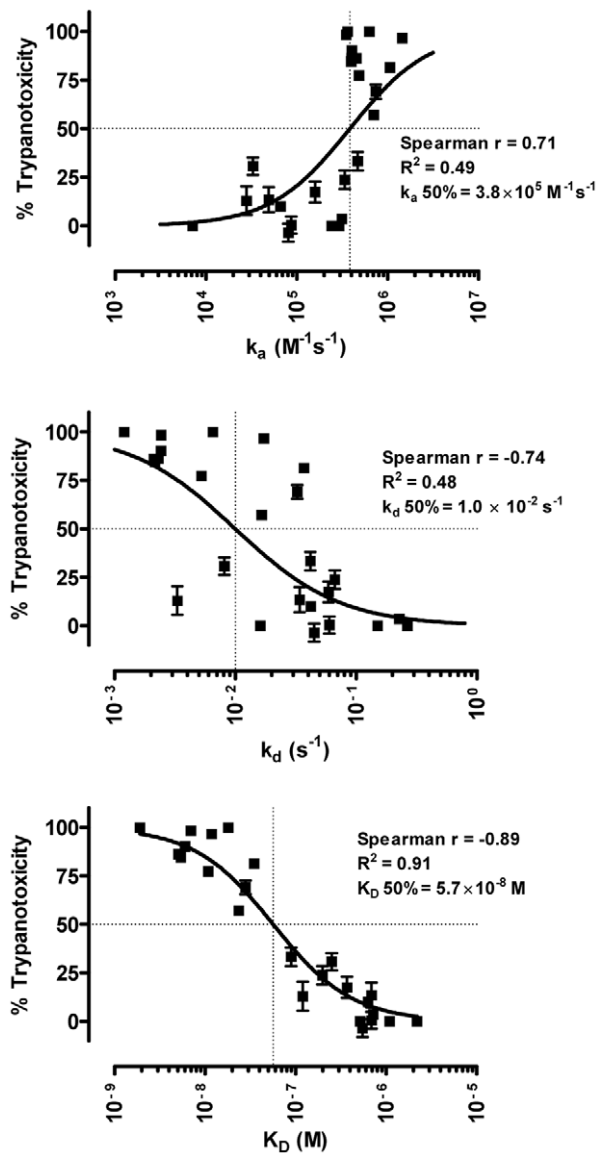 % Trypanotoxicity
100
75
50
25
0
Spearman r = 0.71
R² = 0.49
kₐ 50% = 3.8×10⁵ M⁻¹s⁻¹
10³ 10⁴ 10⁵ 10⁶ 10⁷
kₐ (M⁻¹s⁻¹)
% Trypanotoxicity
100
75
50
25
0
Spearman r = -0.74
R² = 0.48
k_d 50% = 1.0 × 10⁻² s⁻¹
10⁻³ 10⁻² 10⁻¹ 10⁰
k_d (s⁻¹)
% Trypanotoxicity
100
75
50
25
0
Spearman r = -0.89
R² = 0.91
K_D 50% = 5.7×10⁻⁸ M
10⁻⁹ 10⁻⁸ 10⁻⁷ 10⁻⁶ 10⁻⁵
K_D (M)